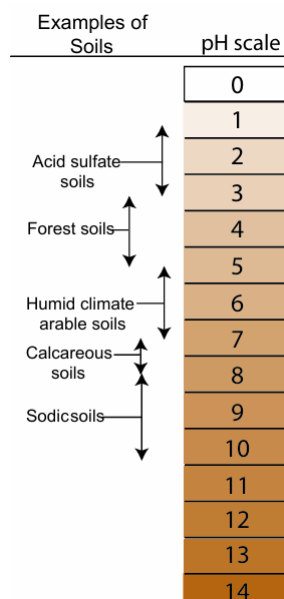 Examples of
Soils
pH scale
0
1
2
Acid sulfate
soils
3
4
Forest soils
5
6
Humid climate
arable soils
7
Calcareous
soils
8
9
Sodicsoils
10
11
12
13
14